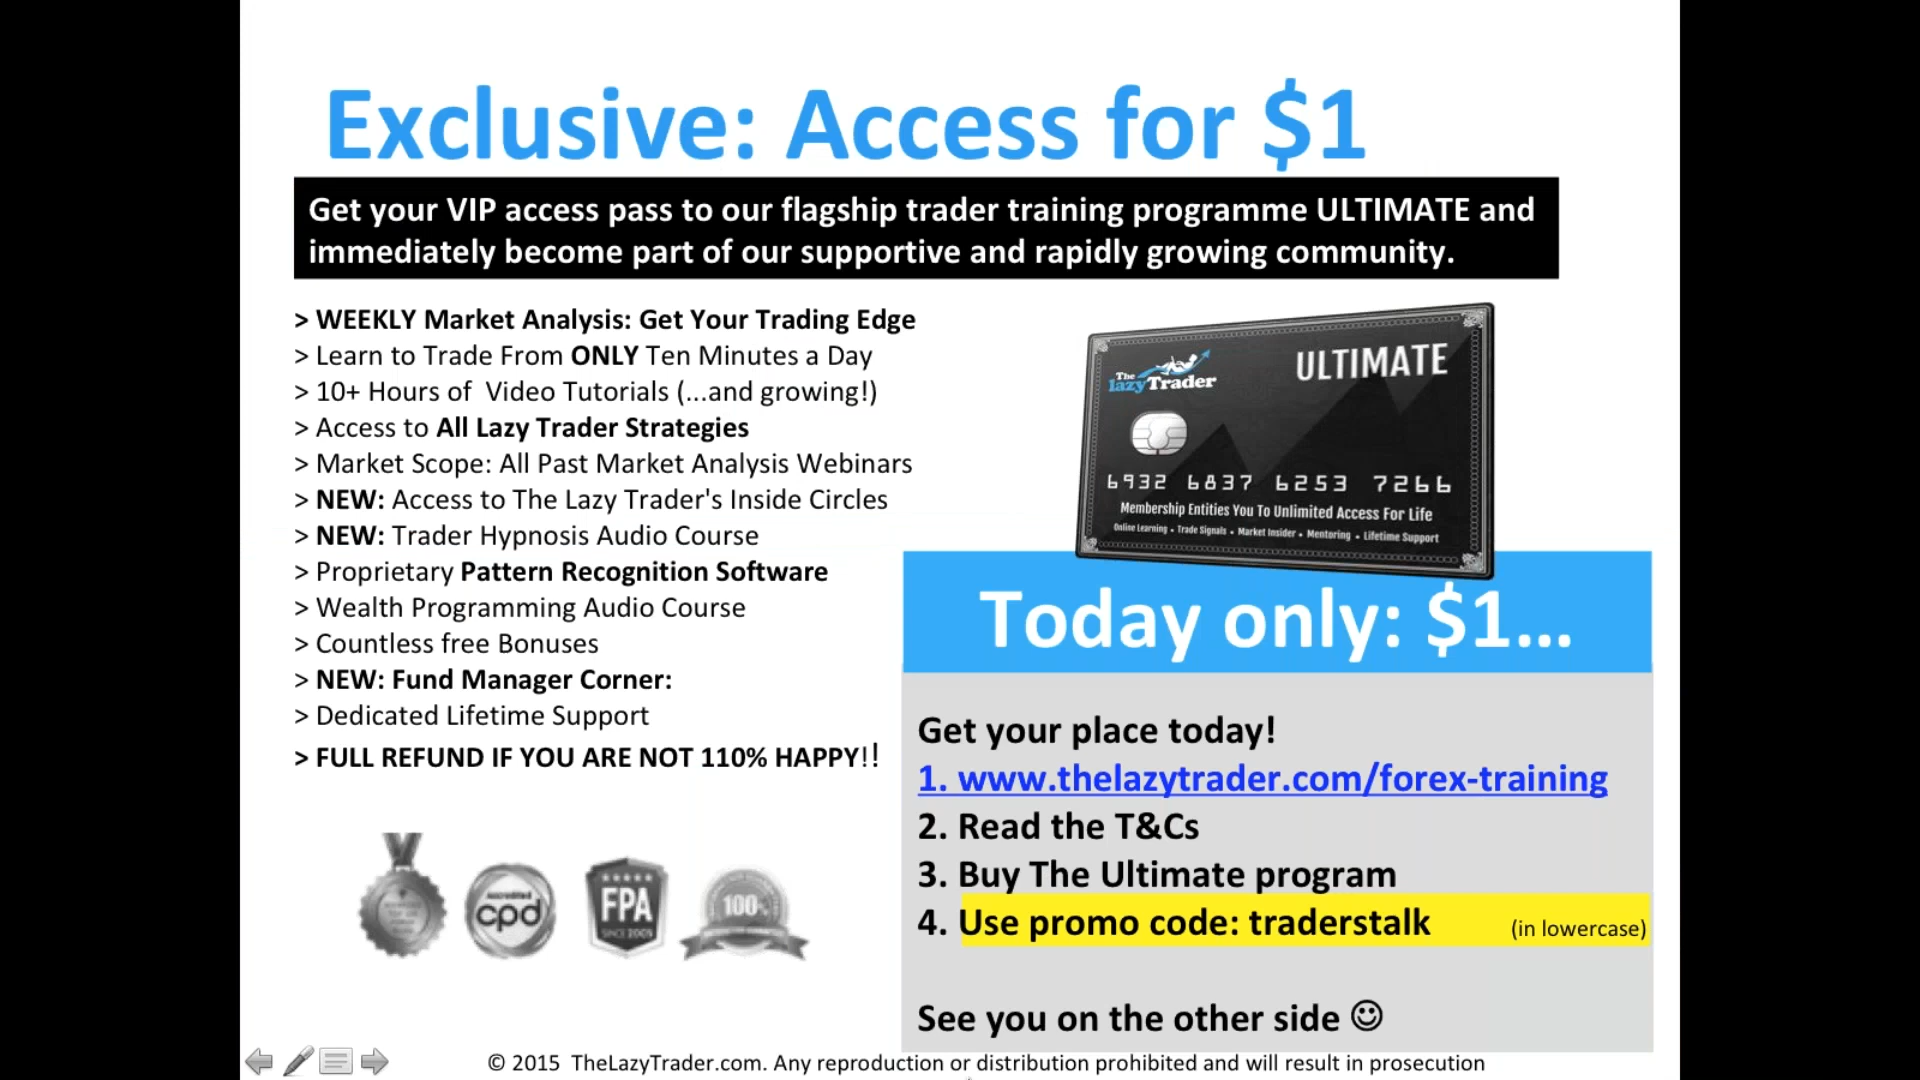 Exclusive: Access for $1
Get your VIP access pass to our flagship trader training programme ULTIMATE and
immediately become part of our supportive and rapidly growing community.
> WEEKLY Market Analysis: Get Your Trading Edge
> Learn to Trade From ONLY Ten Minutes a Day
> 10+ Hours of Video Tutorials (...and growing!)
> Access to All Lazy Trader Strategies
> Market Scope: All Past Market Analysis Webinars
> NEW: Access to The Lazy Trader's Inside Circles
> NEW: Trader Hypnosis Audio Course
> Proprietary Pattern Recognition Software
> Wealth Programming Audio Course
> Countless free Bonuses
> NEW: Fund Manager Corner:
> Dedicated Lifetime Support
> FULL REFUND IF YOU ARE NOT 110% HAPPY!!
The
lazyTrader
ULTIMATE
6932 6837 6253 7266
Membership Entities You To Unlimited Access For Life
Online Learning • Trade Signals • Market Insider • Mentoring • Lifetime Support
Today only: $1...
Get your place today!
1. www.thelazytrader.com/forex-training
2. Read the T&Cs
3. Buy The Ultimate program
4. Use promo code: traderstalk (in lowercase)
See you on the other side ☺
ACCREDITED
cpd
FPA
SINCE 2005
100%
© 2015 TheLazyTrader.com. Any reproduction or distribution prohibited and will result in prosecution